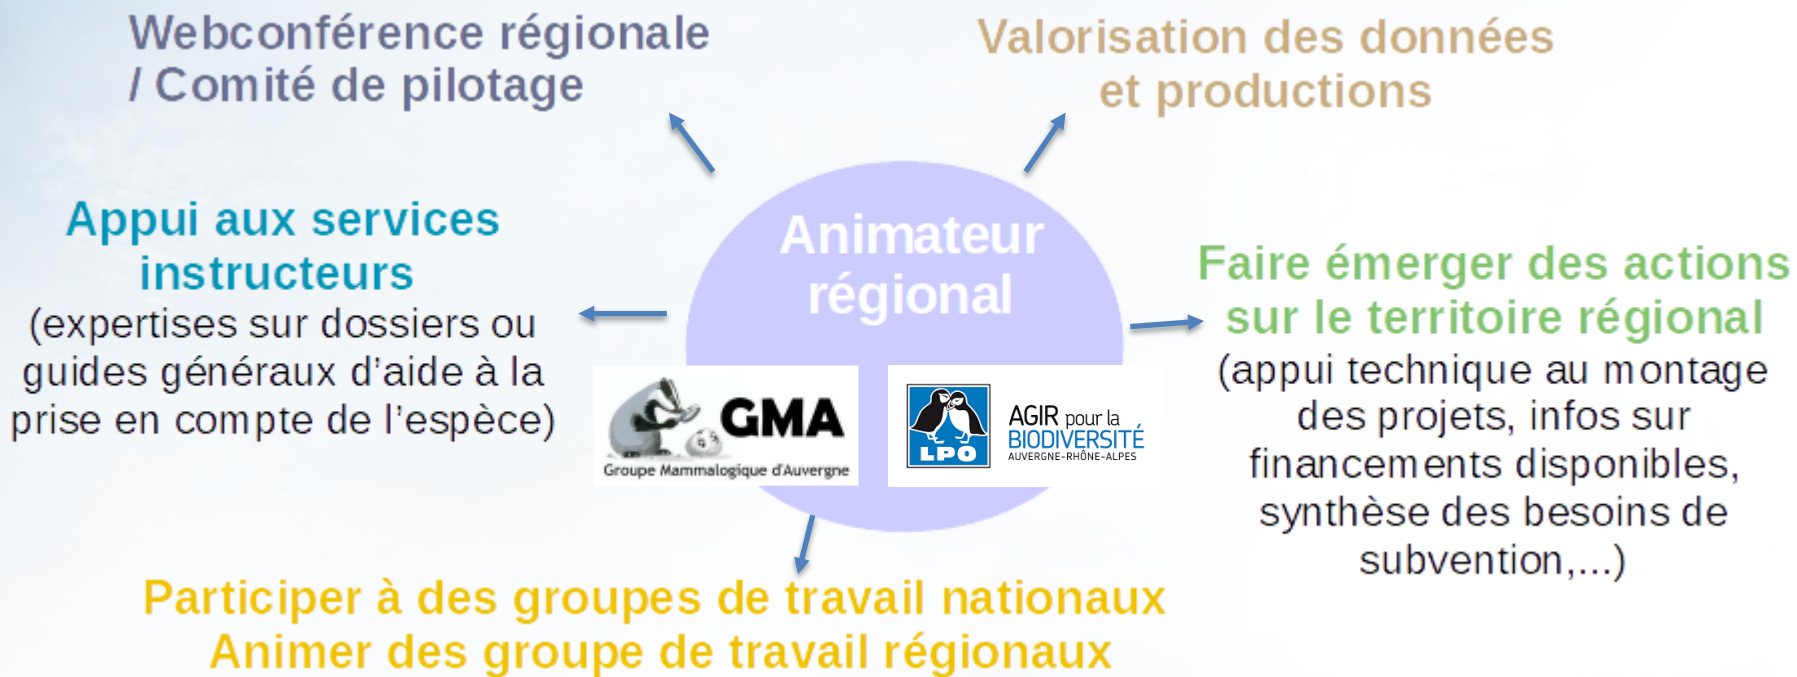 Webconférence régionale
/ Comité de pilotage
Valorisation des données
et productions
Appui aux services
instructeurs
(expertises sur dossiers ou
guides généraux d'aide à la
prise en compte de l'espèce)
Animateur
régional
GMA
Groupe Mammalogique d'Auvergne
LPO
AGIR pour la
BIODIVERSITÉ
AUVERGNE-RHÔNE-ALPES
Faire émerger des actions
sur le territoire régional
(appui technique au montage
des projets, infos sur
financements disponibles,
synthèse des besoins de
subvention,...)
Participer à des groupes de travail nationaux
Animer des groupe de travail régionaux